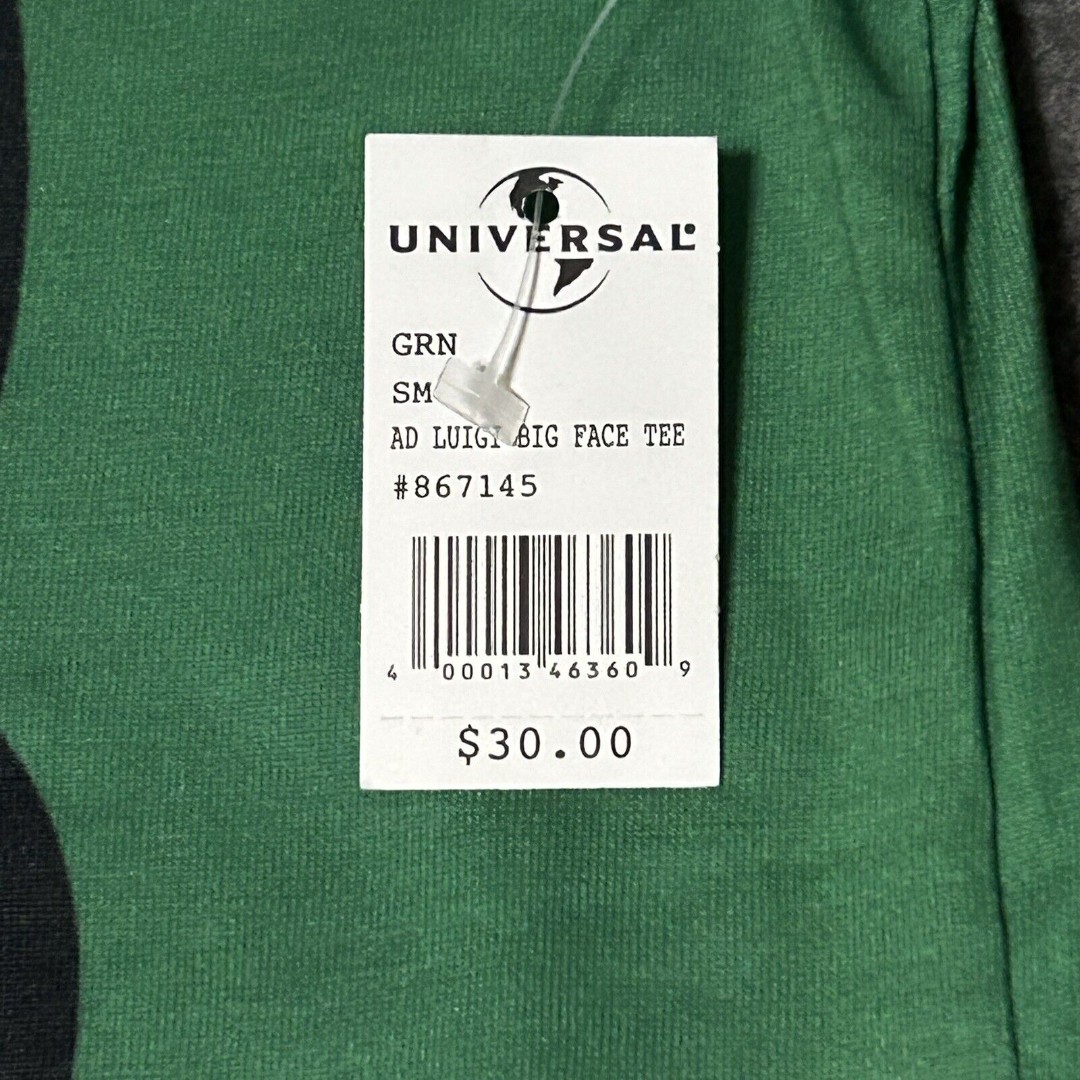 UNIVERSAL
GRN
SM
AD LUIGI BIG FACE TEE
#867145
4 00013 46360 9
$30.00